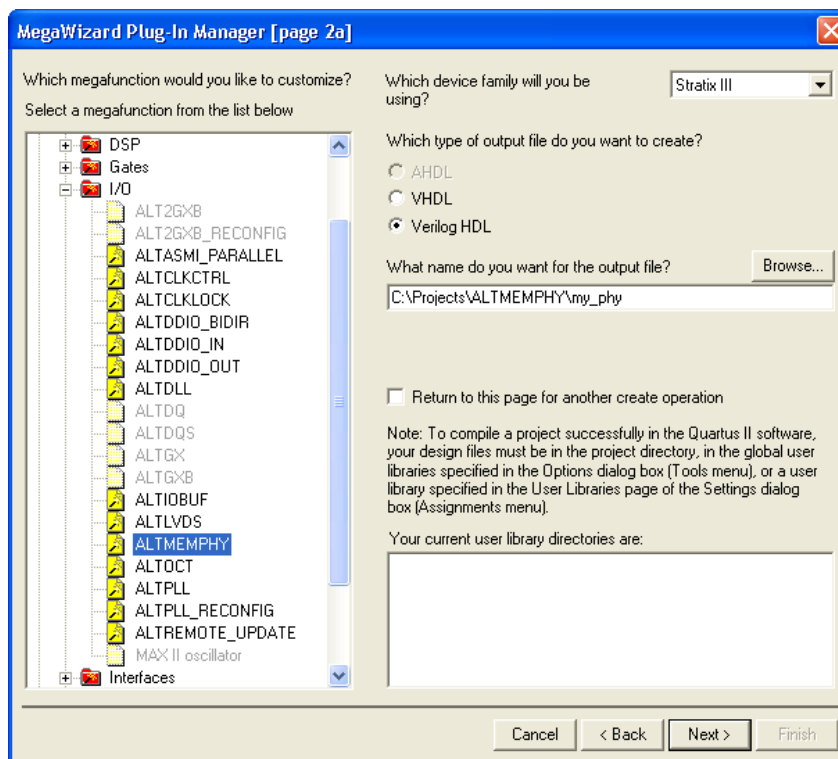 MegaWizard Plug-In Manager [page 2a]
Which megafunction would you like to customize?
Select a megafunction from the list below
DSP
Gates
I/O
ALT2GXB
ALT2GXB_RECONFIG
ALTASMI_PARALLEL
ALTCLKCTRL
ALTCLKLOCK
ALTDDIO_BIDIR
ALTDDIO_IN
ALTDDIO_OUT
ALTDLL
ALTDQ
ALTDQS
ALTGX
ALTGXB
ALTIOBUF
ALTLVDS
ALTMEMPHY
ALTOCT
ALTPLL
ALTPLL_RECONFIG
ALTREMOTE_UPDATE
MAX II oscillator
Interfaces
Which device family will you be
using?
Stratix III
Which type of output file do you want to create?
AHDL
VHDL
Verilog HDL
What name do you want for the output file?
Browse...
C:\Projects\ALTMEMPHY\my_phy
Return to this page for another create operation
Note: To compile a project successfully in the Quartus II software,
your design files must be in the project directory, in the global user
libraries specified in the Options dialog box (Tools menu), or a user
library specified in the User Libraries page of the Settings dialog
box (Assignments menu).
Your current user library directories are:
Cancel
< Back
Next >
Finish